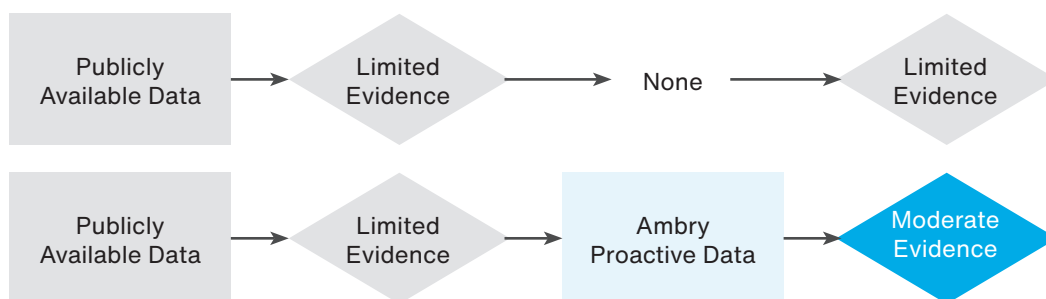 Publicly
Available Data
Limited
Evidence
None
Limited
Evidence
Publicly
Available Data
Limited
Evidence
Ambry
Proactive Data
Moderate
Evidence